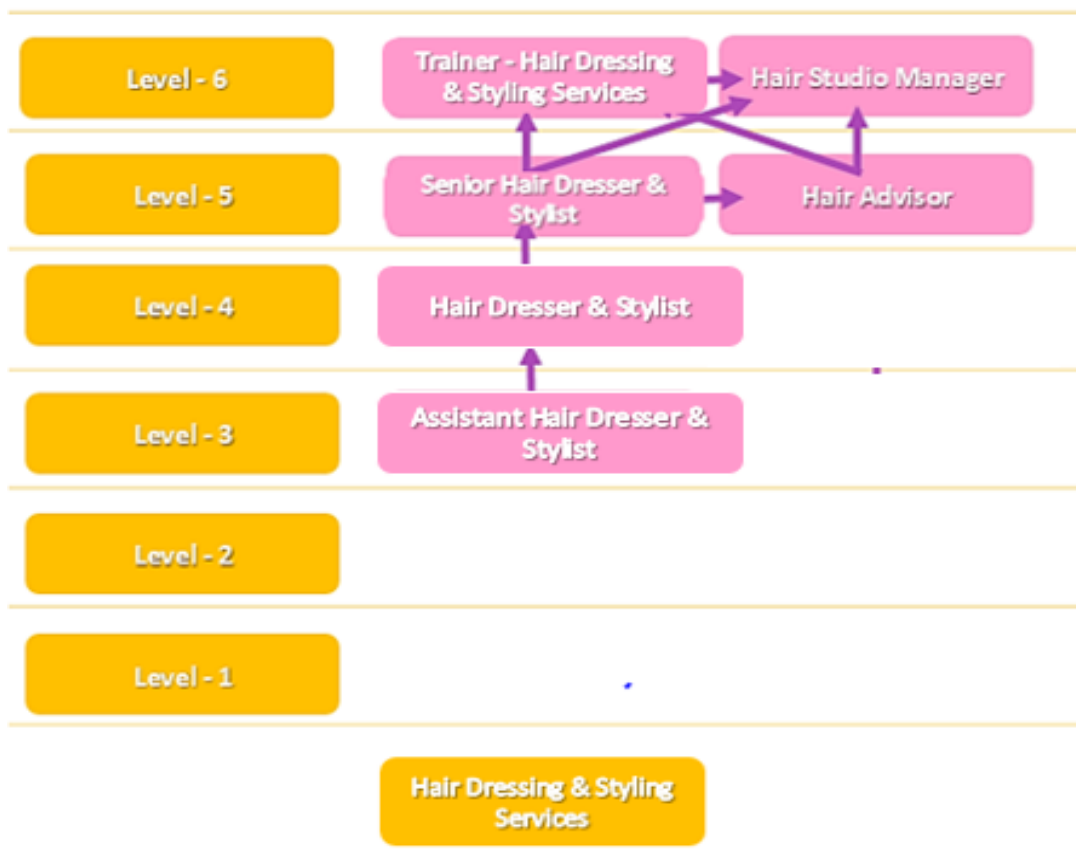 Level - 6
Trainer - Hair Dressing
& Styling Services
Hair Studio Manager
Level - 5
Senior Hair Dresser &
Stylist
Hair Advisor
Level - 4
Hair Dresser & Stylist
Level - 3
Assistant Hair Dresser &
Stylist
Level - 2
Level - 1
Hair Dressing & Styling
Services